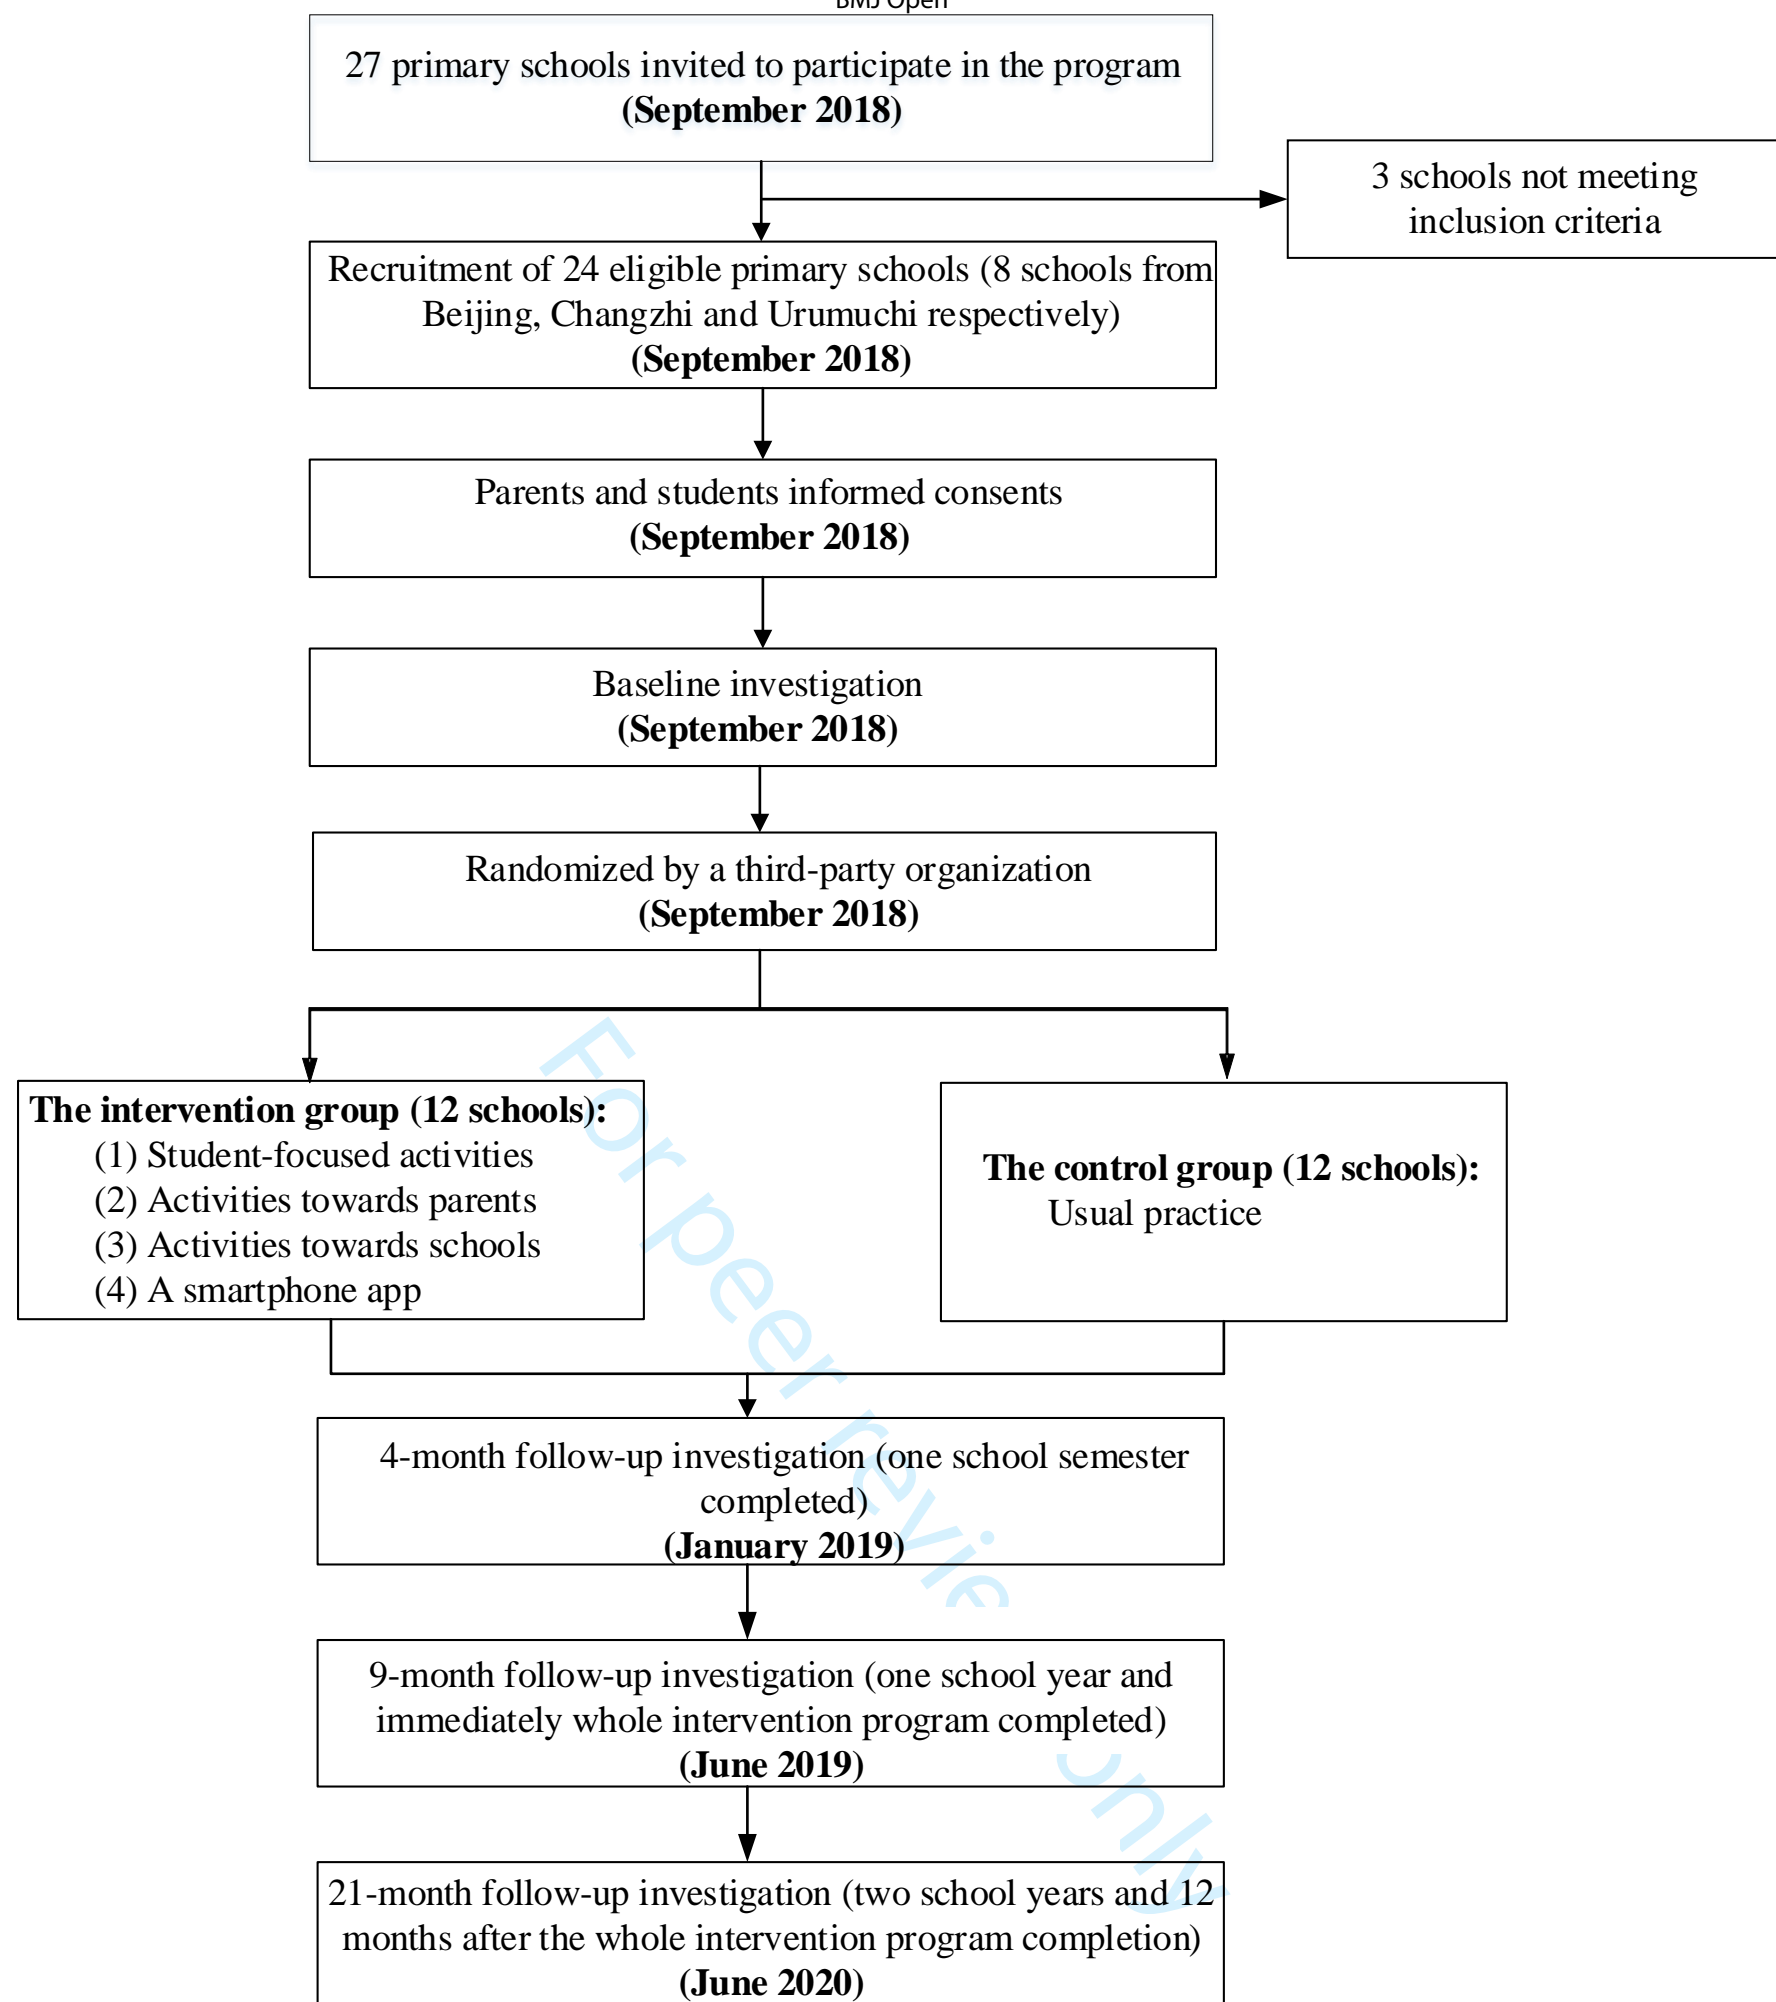 BMJ Open
27 primary schools invited to participate in the program
(September 2018)
3 schools not meeting
inclusion criteria
Recruitment of 24 eligible primary schools (8 schools from
Beijing, Changzhi and Urumuchi respectively)
(September 2018)
Parents and students informed consents
(September 2018)
Baseline investigation
(September 2018)
Randomized by a third-party organization
(September 2018)
The intervention group (12 schools):
(1) Student-focused activities
(2) Activities towards parents
(3) Activities towards schools
(4) A smartphone app
The control group (12 schools):
Usual practice
4-month follow-up investigation (one school semester
completed)
(January 2019)
9-month follow-up investigation (one school year and
immediately whole intervention program completed)
(June 2019)
21-month follow-up investigation (two school years and 12
months after the whole intervention program completion)
(June 2020)
For peer revie only